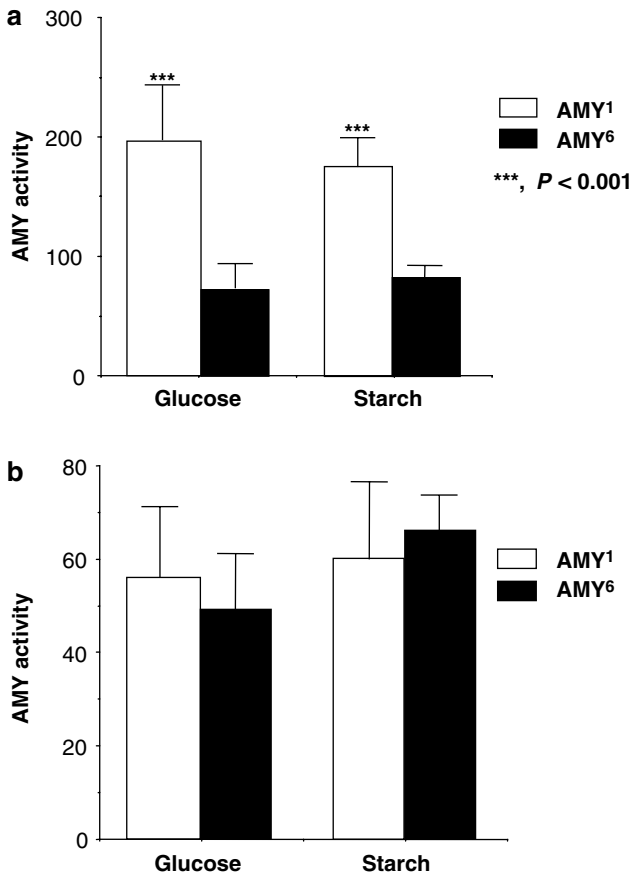 a
300
***
***
200
100
0
AMY activity
Glucose Starch
AMY¹
AMY⁶
***, P < 0.001
b
80
60
40
20
0
AMY activity
Glucose Starch
AMY¹
AMY⁶